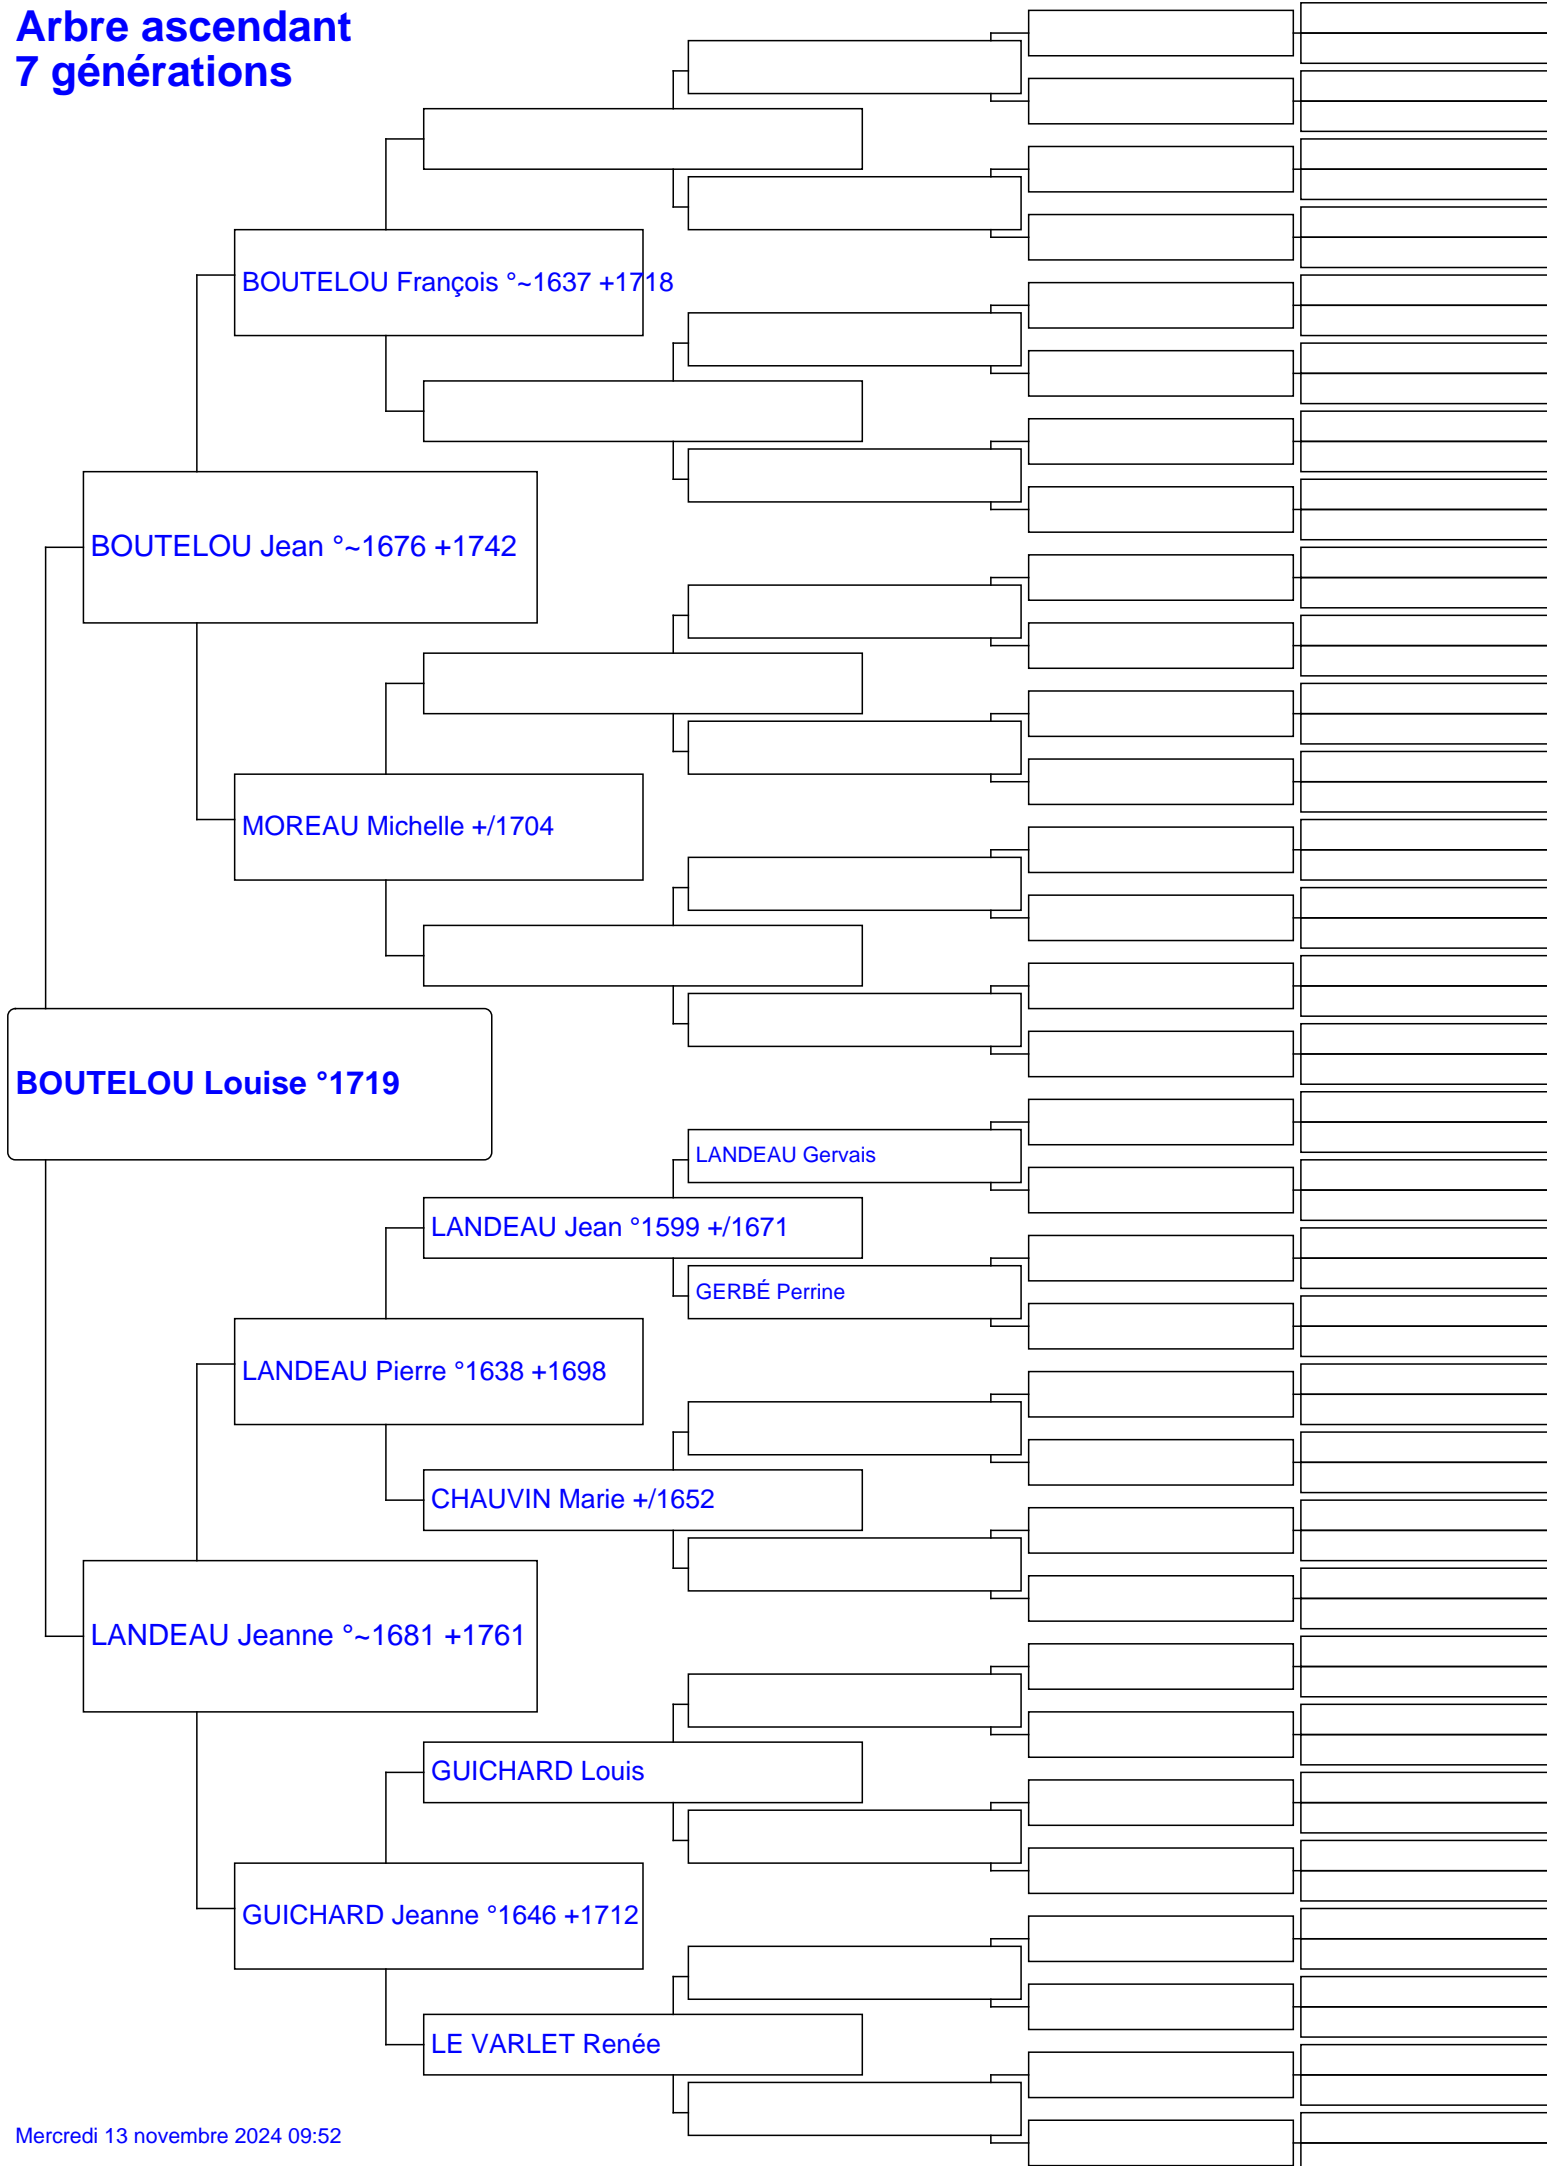 Arbre ascendant
7 générations
BOUTELOU François °~1637 +1718
BOUTELOU Jean °~1676 +1742
MOREAU Michelle +/1704
BOUTELOU Louise °1719
LANDEAU Gervais
LANDEAU Jean °1599 +/1671
GERBÉ Perrine
LANDEAU Pierre °1638 +1698
CHAUVIN Marie +/1652
LANDEAU Jeanne °~1681 +1761
GUICHARD Louis
GUICHARD Jeanne °1646 +1712
LE VARLET Renée
Mercredi 13 novembre 2024 09:52